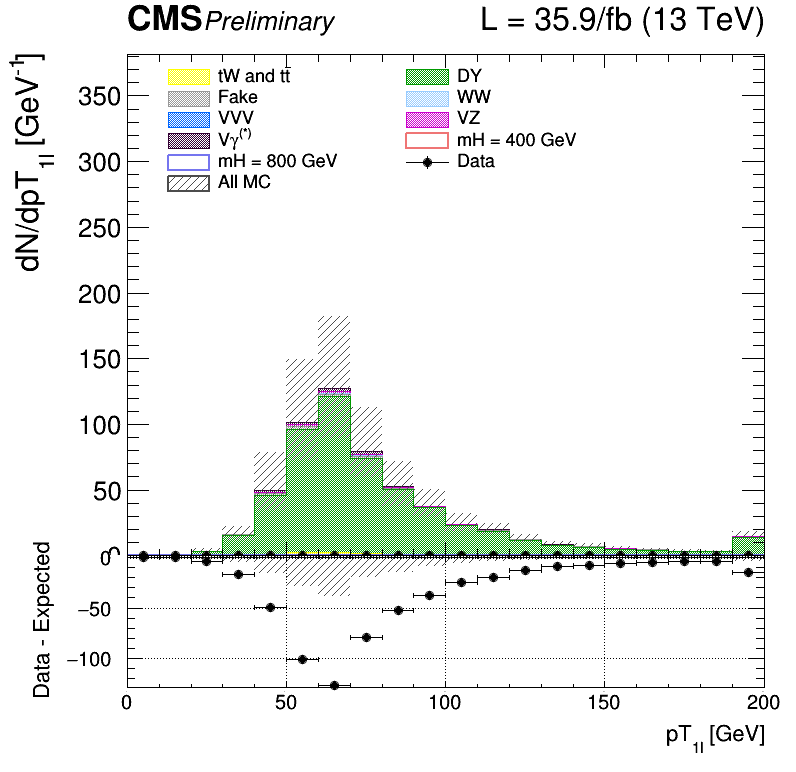 CMS Preliminary L = 35.9/fb (13 TeV)
dN/dpT1l [GeV-1]
tW and tt
Fake
VVV
Vγ(*)
mH = 800 GeV
All MC
DY
WW
VZ
mH = 400 GeV
Data
350
300
250
200
150
100
50
0
Data - Expected
0
−50
−100
0 50 100 150 200
pT1l [GeV]